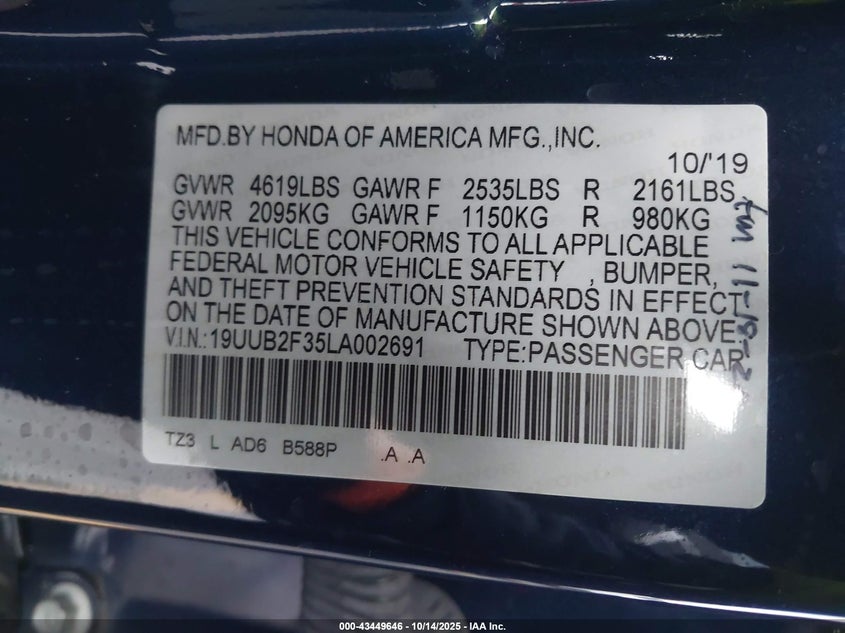 MFD.BY HONDA OF AMERICA MFG.,INC.
10/'19
GVWR 4619LBS GAWR F 2535LBS R 2161LBS
GVWR 2095KG GAWR F 1150KG R 980KG
THIS VEHICLE CONFORMS TO ALL APPLICABLE
FEDERAL MOTOR VEHICLE SAFETY , BUMPER,
AND THEFT PREVENTION STANDARDS IN EFFECT
ON THE DATE OF MANUFACTURE SHOWN ABOVE.
V.I.N.:19UUB2F35LA002691 TYPE:PASSENGER CAR
TZ3 L AD6 B588P .A .A
000-43449646 - 10/14/2025 - IAA Inc.